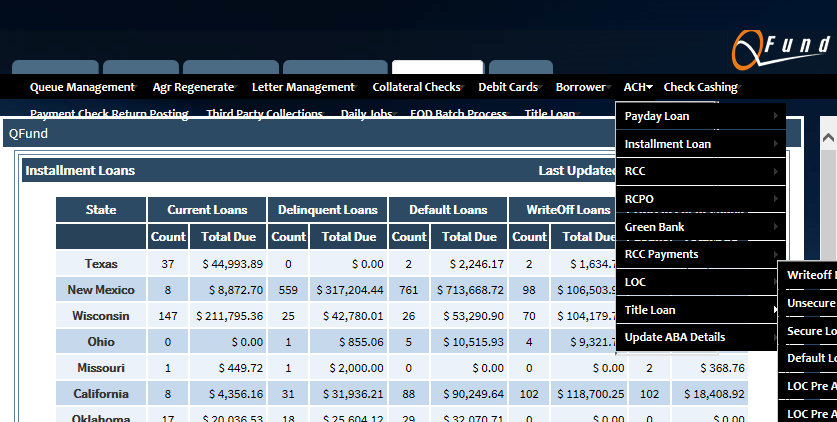 QFund
Queue Management Agr Regenerate Letter Management Collateral Checks Debit Cards Borrower ACH Check Cashing
Payment Check Return Posting Third Party Collections Daily Jobs EOD Batch Process Title Loan
QFund
Installment Loans Last Updated
State Current Loans Delinquent Loans Default Loans WriteOff Loans
Count Total Due Count Total Due Count Total Due Count Total Due
Texas 37 $ 44,993.89 0 $ 0.00 2 $ 2,246.17 2 $ 1,634.7
New Mexico 8 $ 8,872.70 559 $ 317,204.44 761 $ 713,668.72 98 $ 106,503.9
Wisconsin 147 $ 211,795.36 25 $ 42,780.01 26 $ 53,290.90 70 $ 104,179.7
Ohio 0 $ 0.00 1 $ 855.06 5 $ 10,515.93 4 $ 9,321.7
Missouri 1 $ 449.72 1 $ 2,000.00 0 $ 0.00 0 $ 0.00 2 $ 368.76
California 8 $ 4,356.16 31 $ 31,936.21 88 $ 90,249.64 102 $ 118,700.25 102 $ 18,408.92
Oklahoma 17 $ 20,036.53 18 $ 25,604.12 29 $ 32,070.71 0 $ 0.00 0 $ 0.00
Payday Loan
Installment Loan
RCC
RCPO
Green Bank
RCC Payments
LOC
Title Loan
Update ABA Details
Writeoff
Unsecure
Secure Lo
Default Lo
LOC Pre A
LOC Pre A